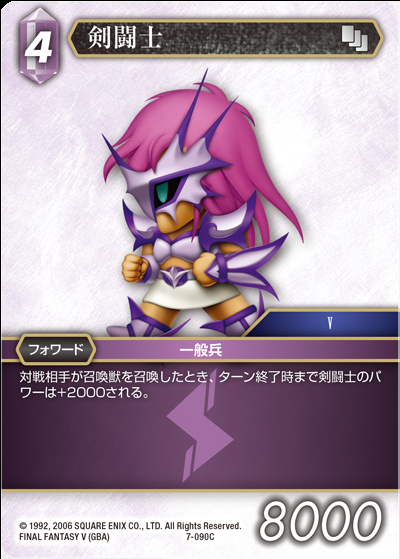 4
剣闘士
V
フォワード
一般兵
対戦相手が召喚獣を召喚したとき、ターン終了時まで剣闘士のパ
ワーは+2000される。
© 1992, 2006 SQUARE ENIX CO., LTD. All Rights Reserved.
FINAL FANTASY V (GBA)
7-090C
8000